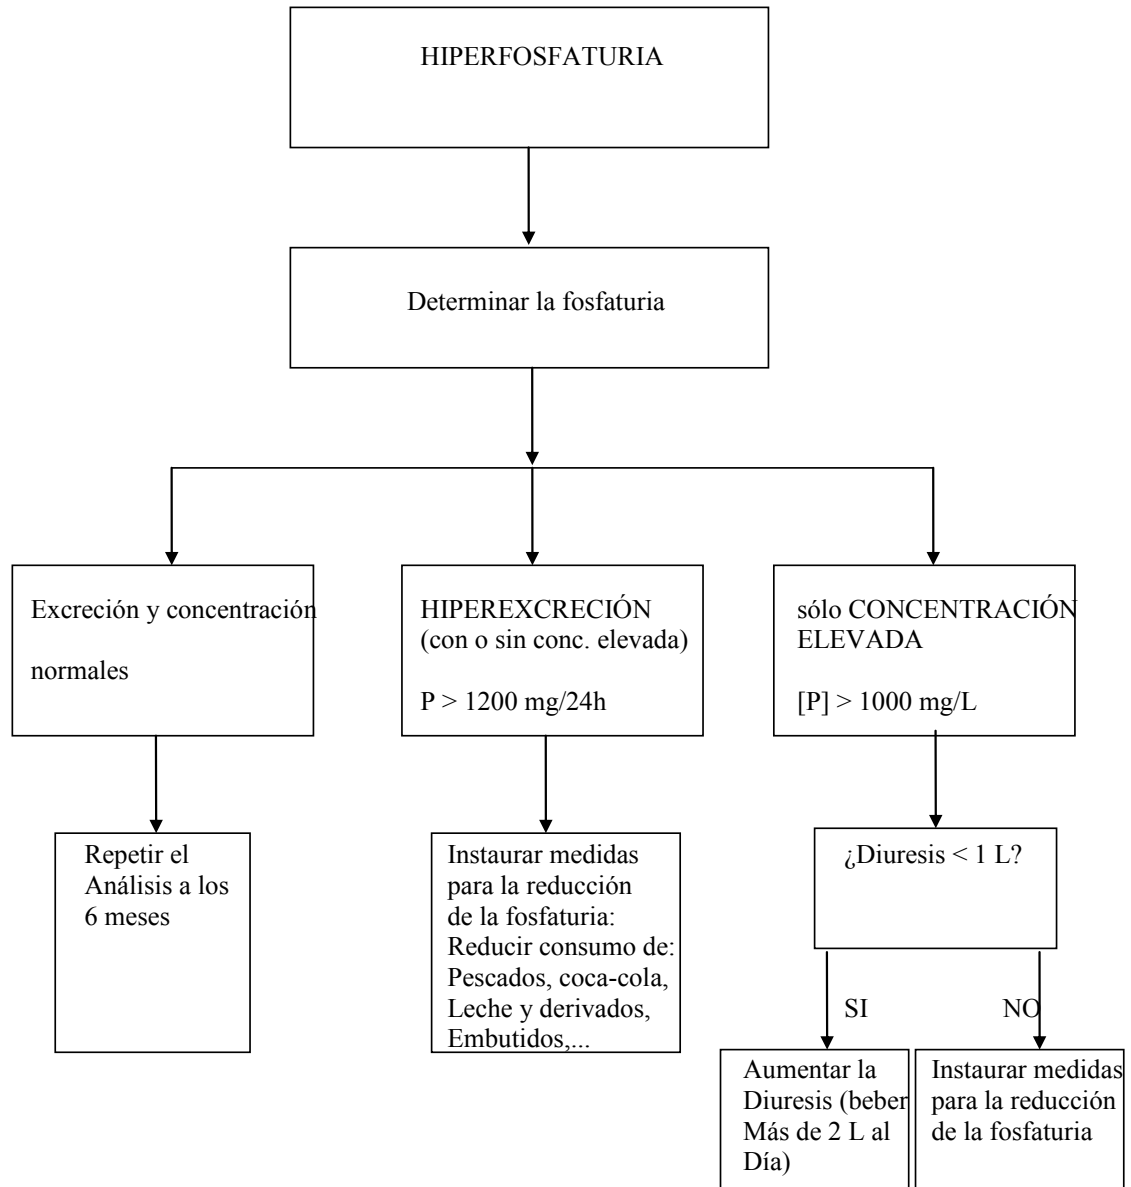 HIPERFOSFATURIA
Determinar la fosfaturia
Excreción y concentración
normales
HIPEREXCRECIÓN
(con o sin conc. elevada)
P > 1200 mg/24h
sólo CONCENTRACIÓN
ELEVADA
[P] > 1000 mg/L
Repetir el
Análisis a los
6 meses
Instaurar medidas
para la reducción
de la fosfaturia:
Reducir consumo de:
Pescados, coca-cola,
Leche y derivados,
Embutidos,...
¿Diuresis < 1 L?
SI
NO
Aumentar la
Diuresis (beber
Más de 2 L al
Día)
Instaurar medidas
para la reducción
de la fosfaturia